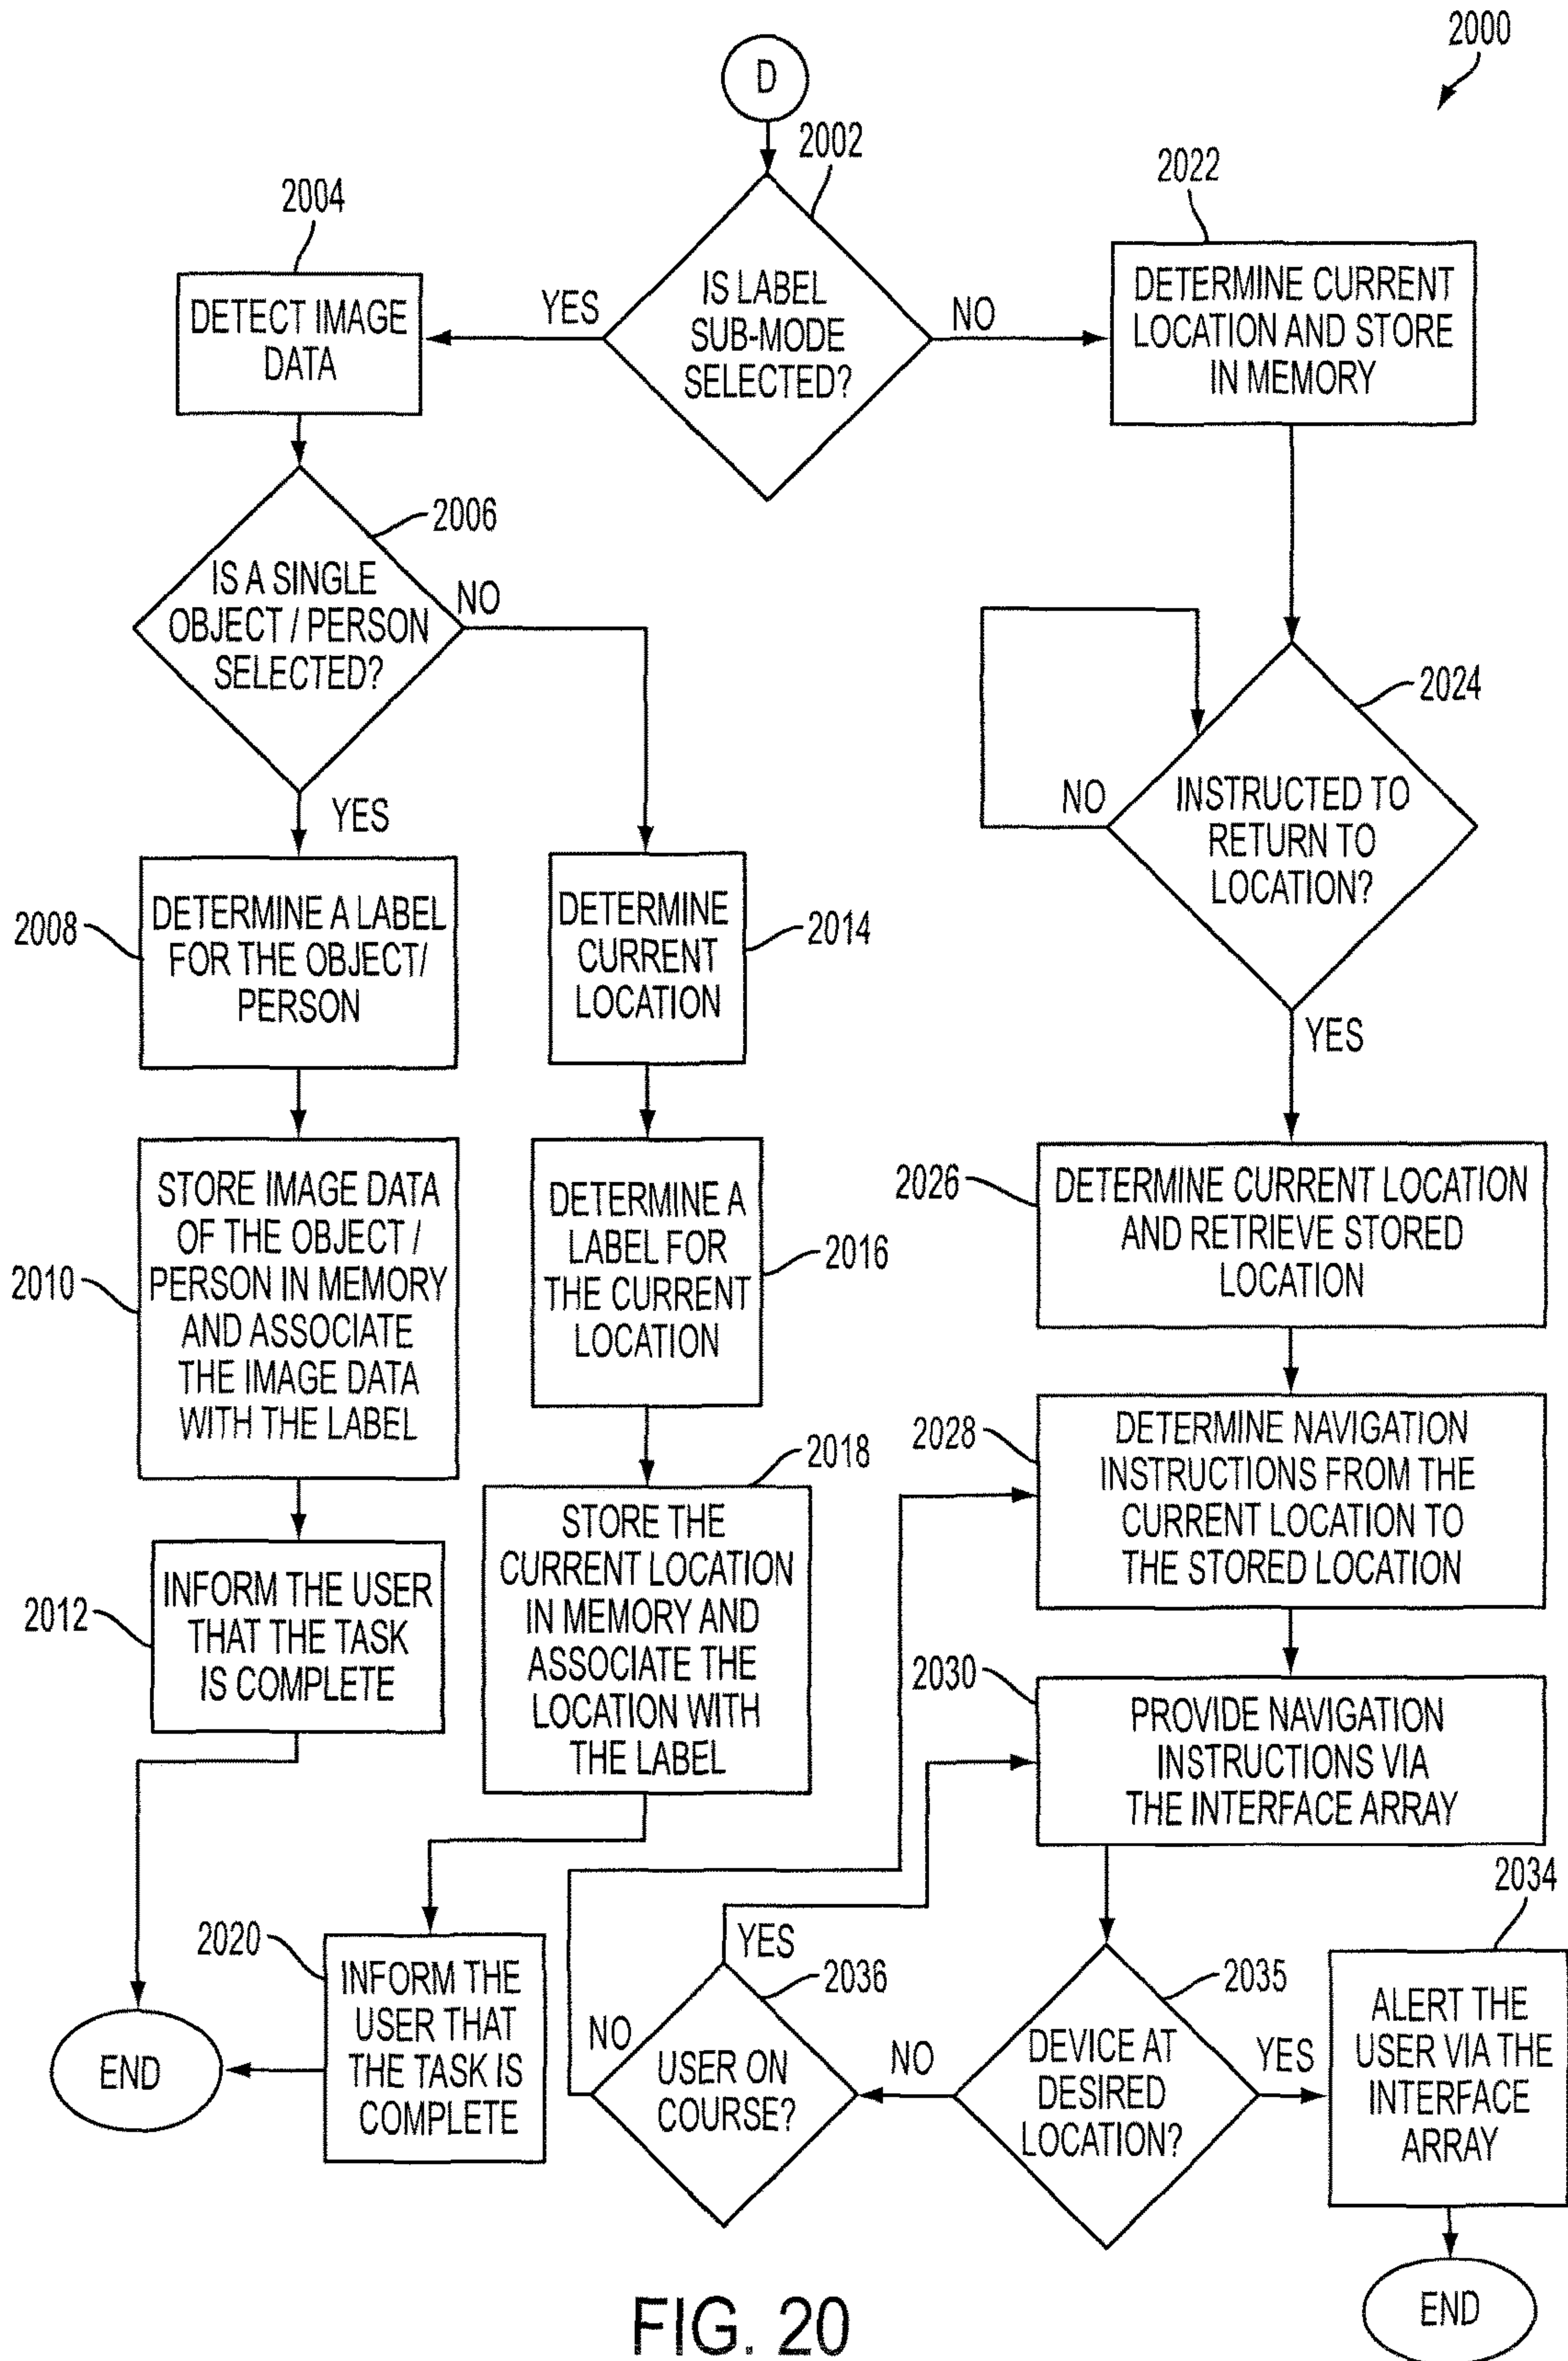 2000
D
2002
IS LABEL
SUB-MODE
SELECTED?
YES
NO
2004
DETECT IMAGE
DATA
2006
IS A SINGLE
OBJECT / PERSON
SELECTED?
NO
YES
2008
DETERMINE A LABEL
FOR THE OBJECT/
PERSON
2010
STORE IMAGE DATA
OF THE OBJECT /
PERSON IN MEMORY
AND ASSOCIATE
THE IMAGE DATA
WITH THE LABEL
2012
INFORM THE USER
THAT THE TASK
IS COMPLETE
END
2014
DETERMINE
CURRENT
LOCATION
2016
DETERMINE A
LABEL FOR
THE CURRENT
LOCATION
2018
STORE THE
CURRENT LOCATION
IN MEMORY AND
ASSOCIATE THE
LOCATION WITH
THE LABEL
2020
INFORM THE
USER THAT
THE TASK IS
COMPLETE
2022
DETERMINE CURRENT
LOCATION AND STORE
IN MEMORY
2024
INSTRUCTED TO
RETURN TO
LOCATION?
NO
YES
2026
DETERMINE CURRENT LOCATION
AND RETRIEVE STORED
LOCATION
2028
DETERMINE NAVIGATION
INSTRUCTIONS FROM THE
CURRENT LOCATION TO
THE STORED LOCATION
2030
PROVIDE NAVIGATION
INSTRUCTIONS VIA
THE INTERFACE ARRAY
2035
DEVICE AT
DESIRED
LOCATION?
NO
YES
2036
USER ON
COURSE?
YES
NO
2034
ALERT THE
USER VIA THE
INTERFACE
ARRAY
END
FIG. 20